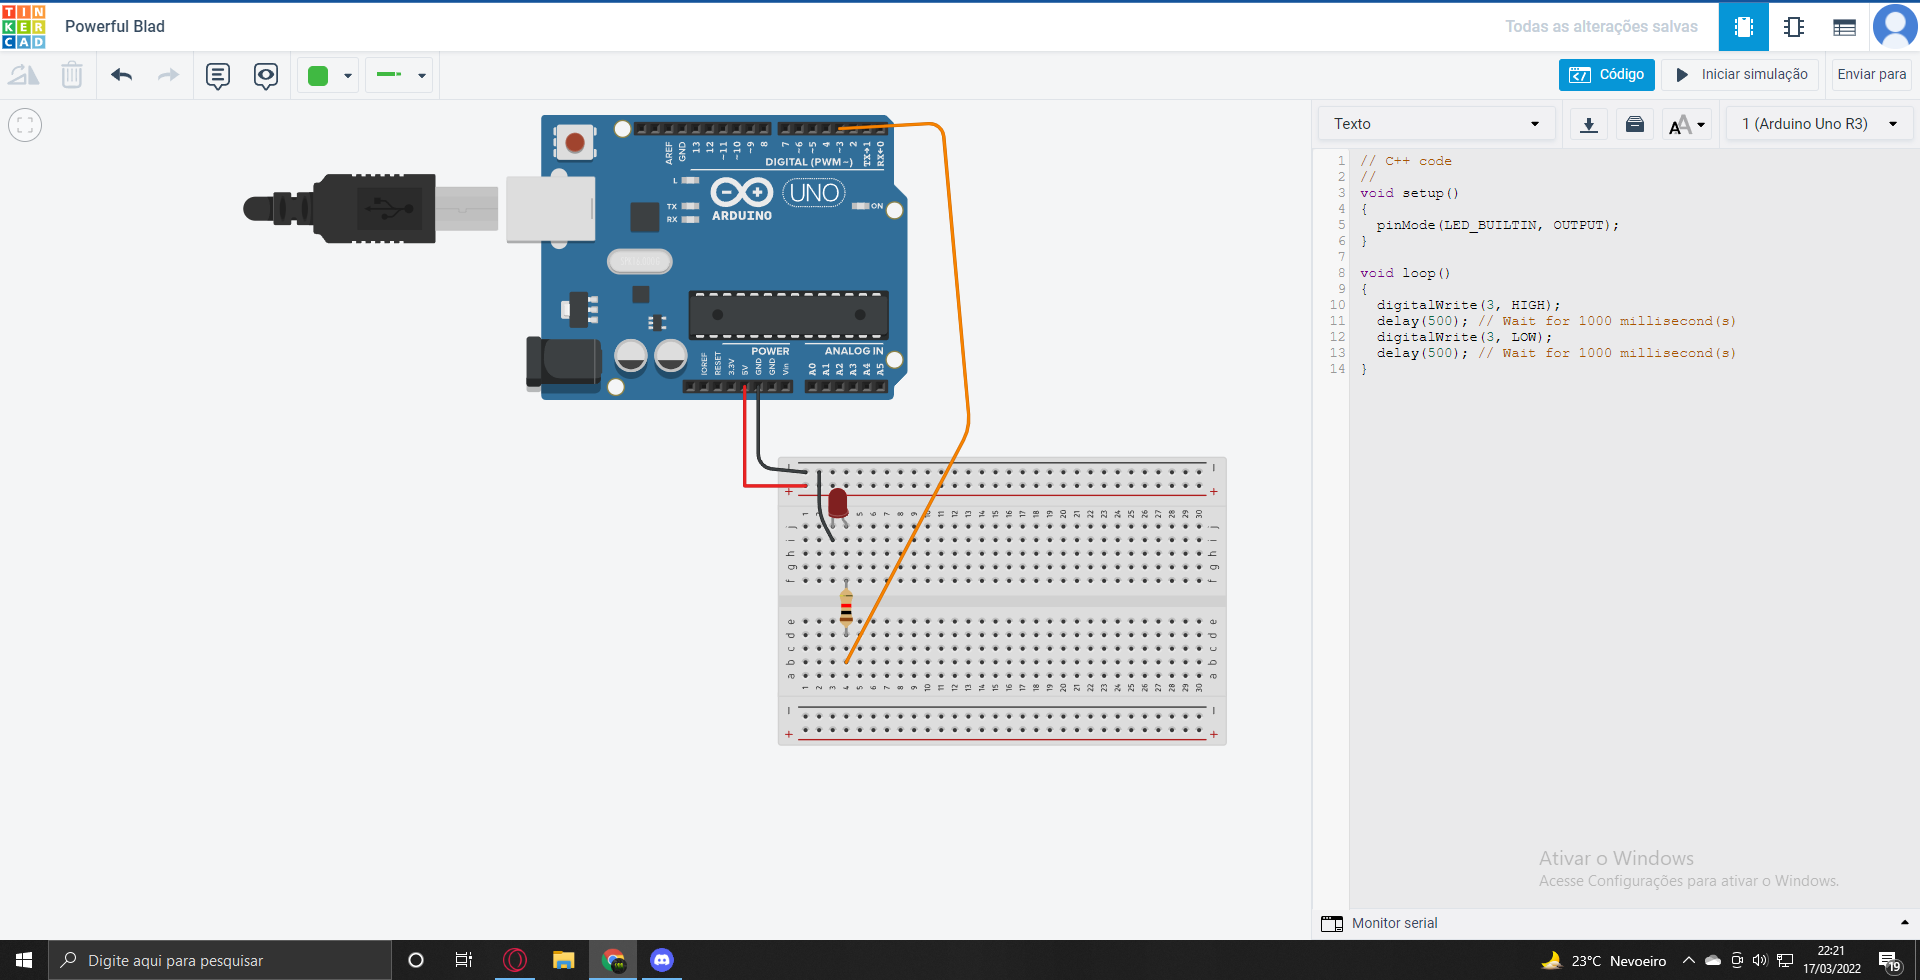 TINKERCAD
Powerful Blad
Todas as alterações salvas
Código
Iniciar simulação
Enviar para
Texto
1 (Arduino Uno R3)
AREF
GND
13
12
~11
~10
~9
8
7
~6
~5
4
~3
2
TX→1
RX←0
DIGITAL (PWM~)
L
TX
RX
ARDUINO
UNO
ON
POWER
ANALOG IN
IOREF
RESET
3.3V
5V
GND
GND
Vin
A0
A1
A2
A3
A4
A5
1 // C++ code
2 //
3 void setup()
4 {
5 pinMode(LED_BUILTIN, OUTPUT);
6 }
7
8 void loop()
9 {
10 digitalWrite(3, HIGH);
11 delay(500); // Wait for 1000 millisecond(s)
12 digitalWrite(3, LOW);
13 delay(500); // Wait for 1000 millisecond(s)
14 }
Ativar o Windows
Acesse Configurações para ativar o Windows.
Monitor serial
Digite aqui para pesquisar
23°C Nevoeiro
22:21
17/03/2022
19